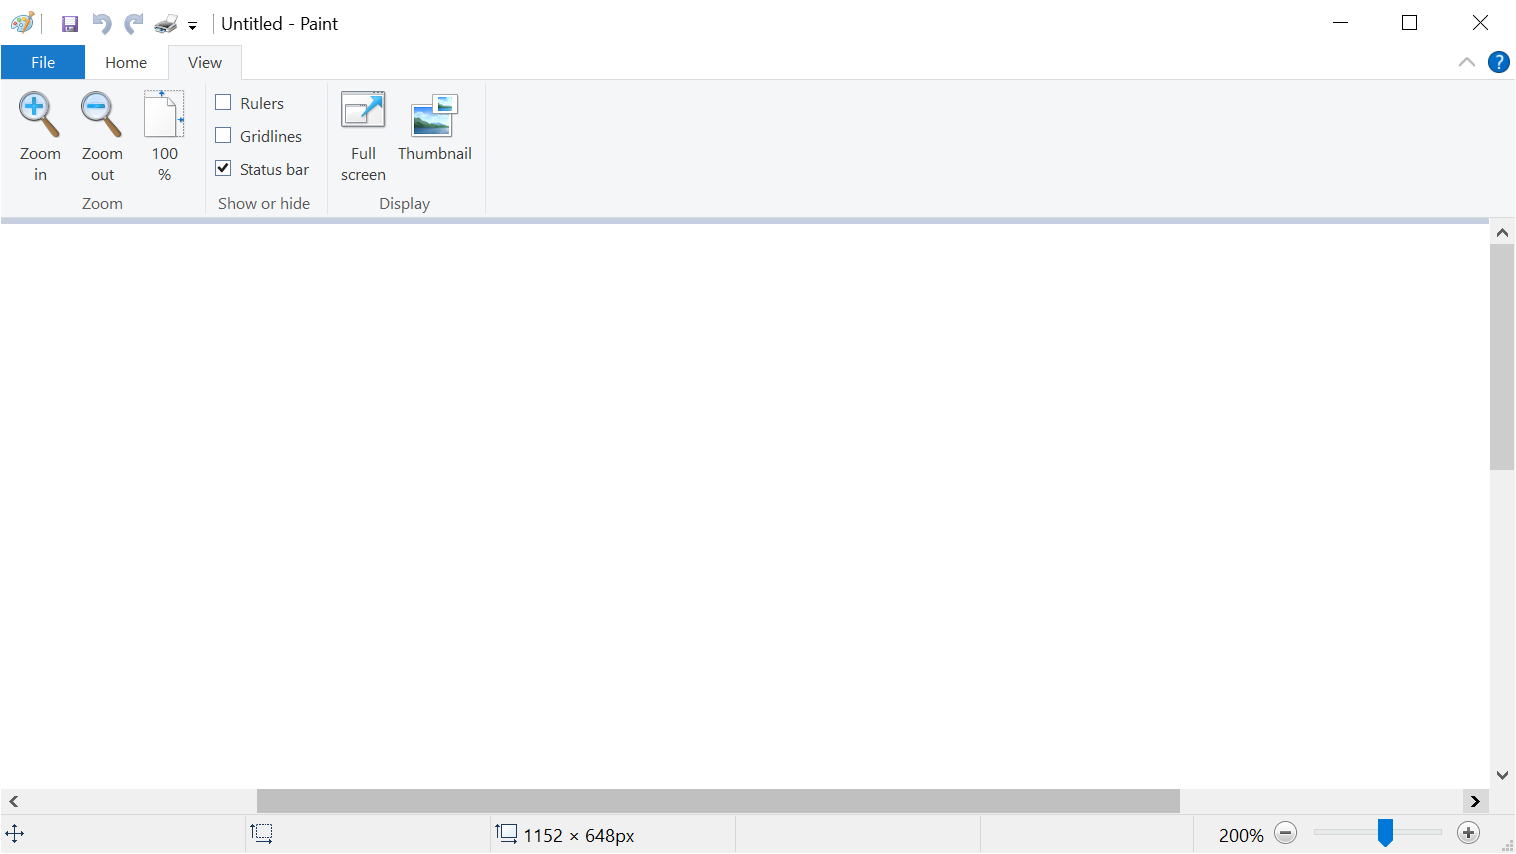 Untitled - Paint
File Home View
Rulers
Gridlines
Status bar
Zoom in
Zoom out
100 %
Full screen
Thumbnail
Zoom
Show or hide
Display
1152 × 648px
200%